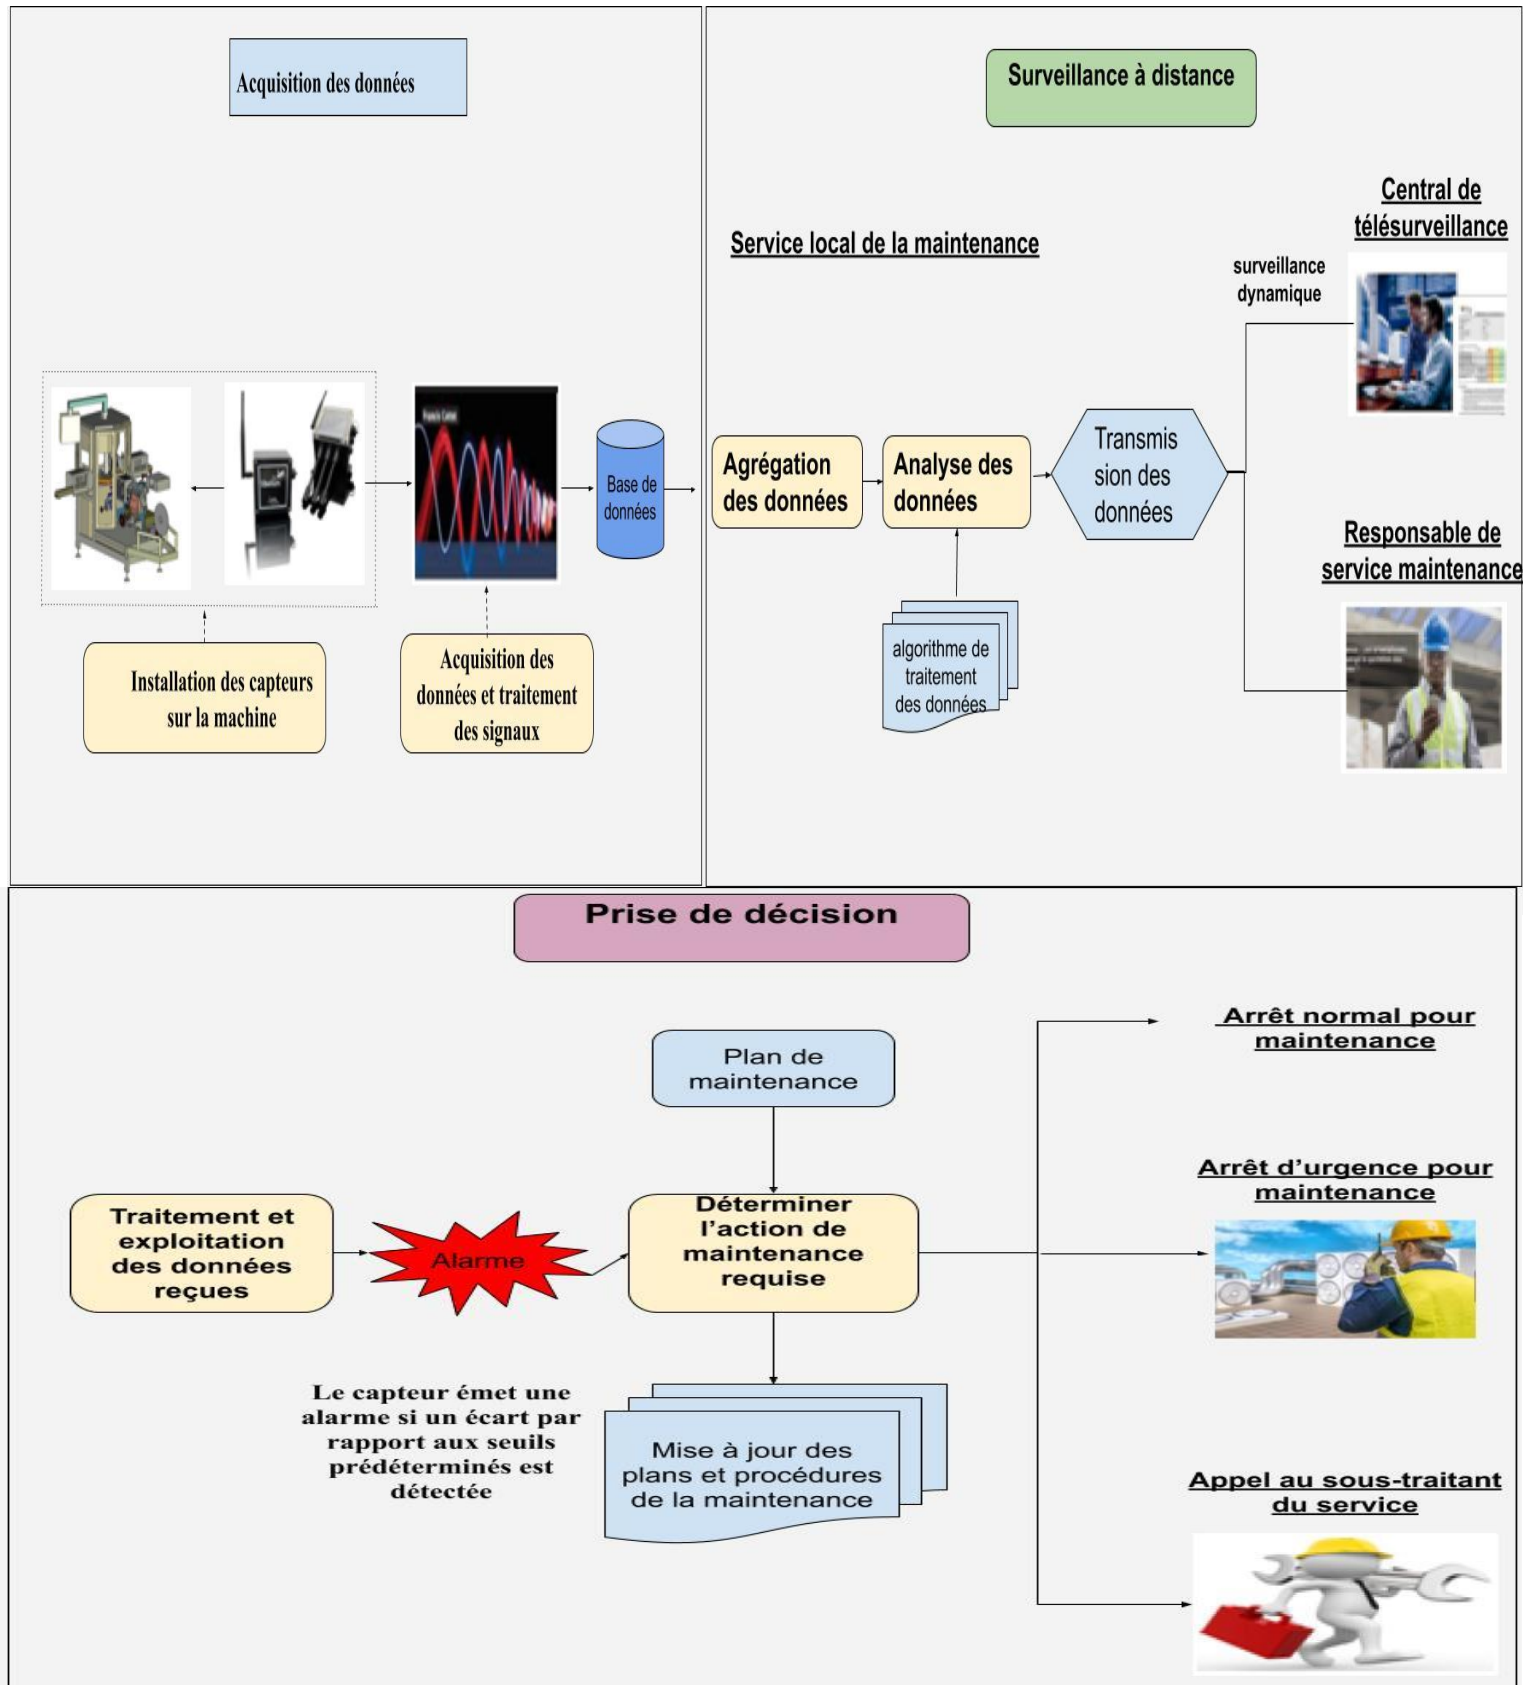 Acquisition des données
Installation des capteurs
sur la machine
Acquisition des
données et traitement
des signaux
Base de
données
Surveillance à distance
Service local de la maintenance
Agrégation
des données
Analyse des
données
algorithme de
traitement
des données
Transmis
sion des
données
surveillance
dynamique
Central de
télésurveillance
Responsable de
service maintenance
Prise de décision
Plan de
maintenance
Traitement et
exploitation
des données
reçues
Alarme
Déterminer
l’action de
maintenance
requise
Le capteur émet une
alarme si un écart par
rapport aux seuils
prédéterminés est
détectée
Mise à jour des
plans et procédures
de la maintenance
Arrêt normal pour
maintenance
Arrêt d’urgence pour
maintenance
Appel au sous-traitant
du service